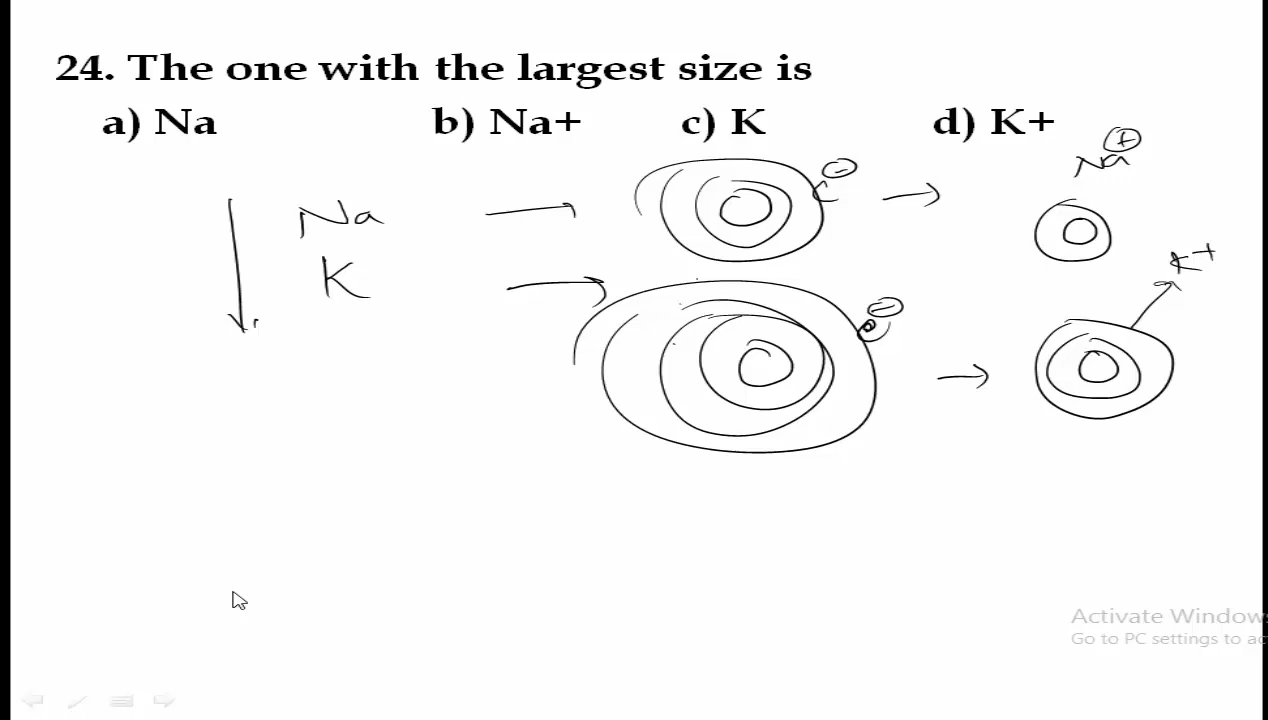 24. The one with the largest size is
a) Na b) Na+ c) K d) K+
Na+
Na -
K
K+
-
Activate Windows
Go to PC settings to ac